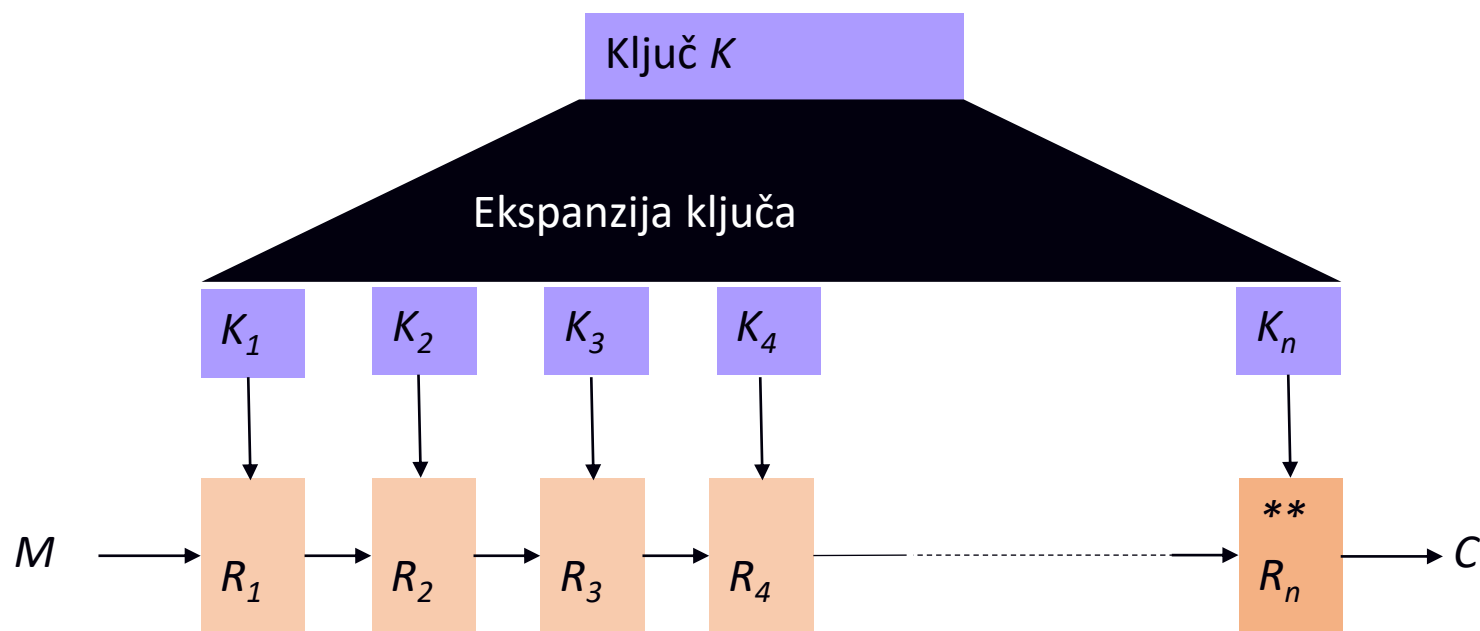 Ključ K
Ekspanzija ključa
K₁ K₂ K₃ K₄ Kₙ
**
M R₁ R₂ R₃ R₄ Rₙ C